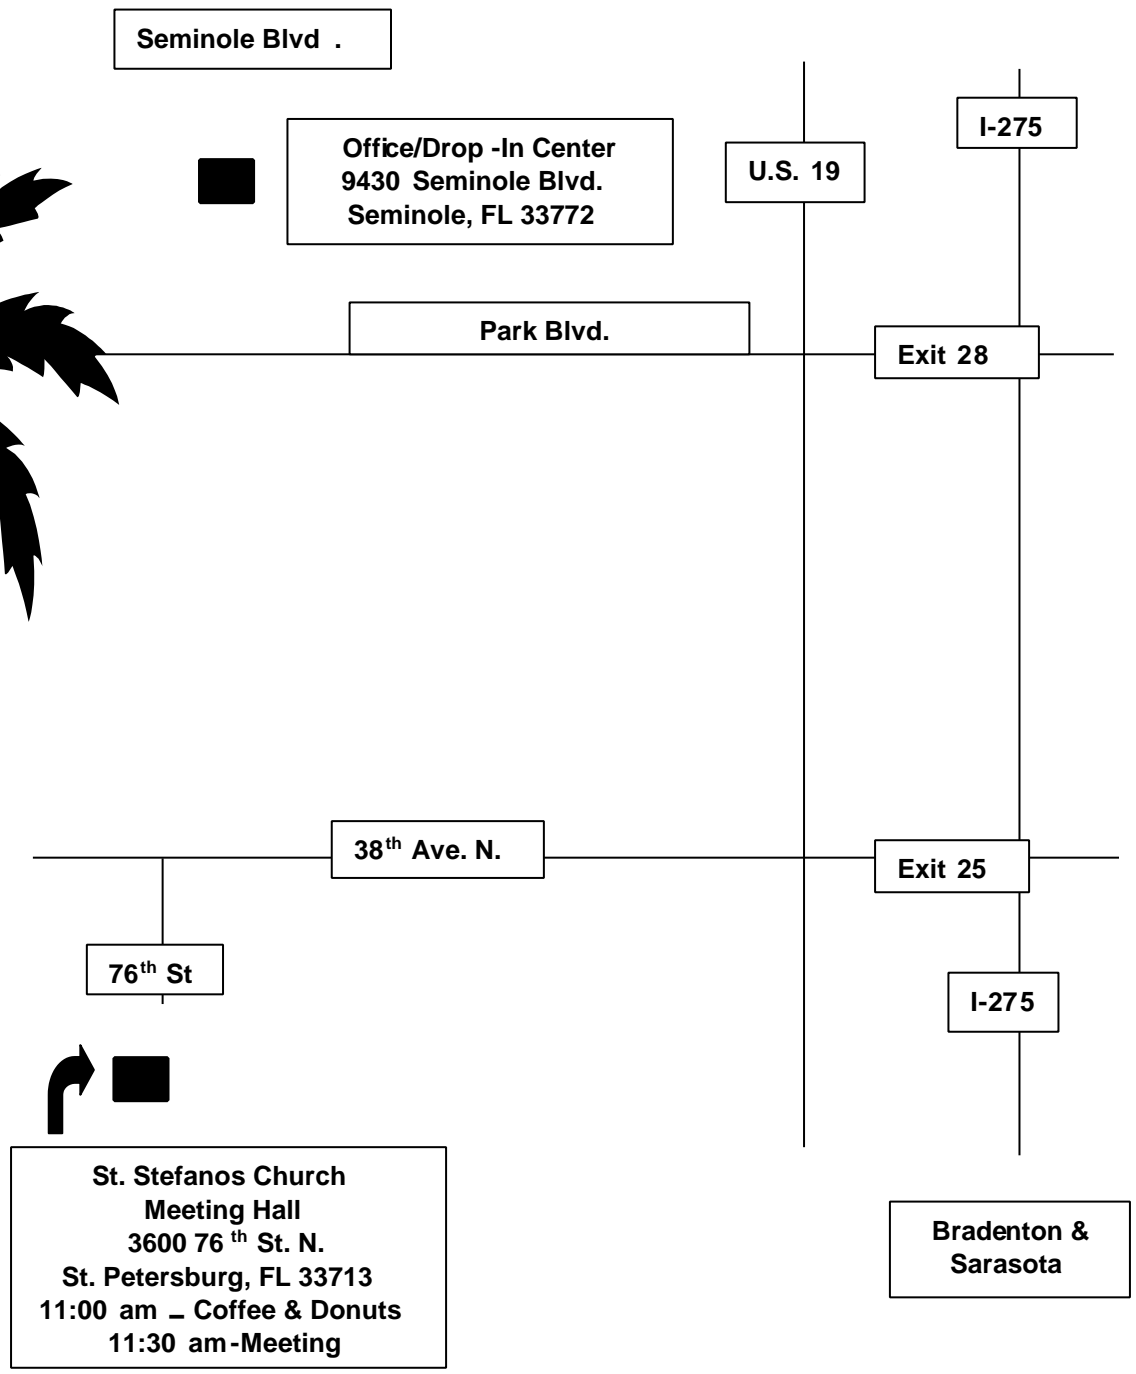 Seminole Blvd .
I-275
Office/Drop -In Center
9430 Seminole Blvd.
Seminole, FL 33772
U.S. 19
Park Blvd.
Exit 28
38th Ave. N.
Exit 25
76th St
I-275
St. Stefanos Church
Meeting Hall
3600 76 th St. N.
St. Petersburg, FL 33713
11:00 am – Coffee & Donuts
11:30 am-Meeting
Bradenton &
Sarasota